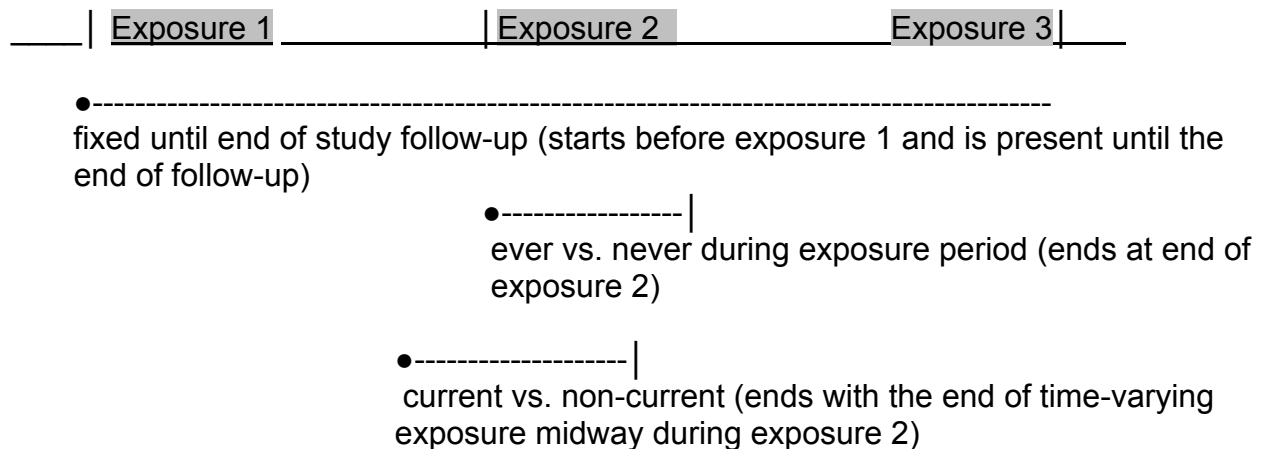 Exposure 1 Exposure 2 Exposure 3
fixed until end of study follow-up (starts before exposure 1 and is present until the
end of follow-up)
ever vs. never during exposure period (ends at end of
exposure 2)
current vs. non-current (ends with the end of time-varying
exposure midway during exposure 2)